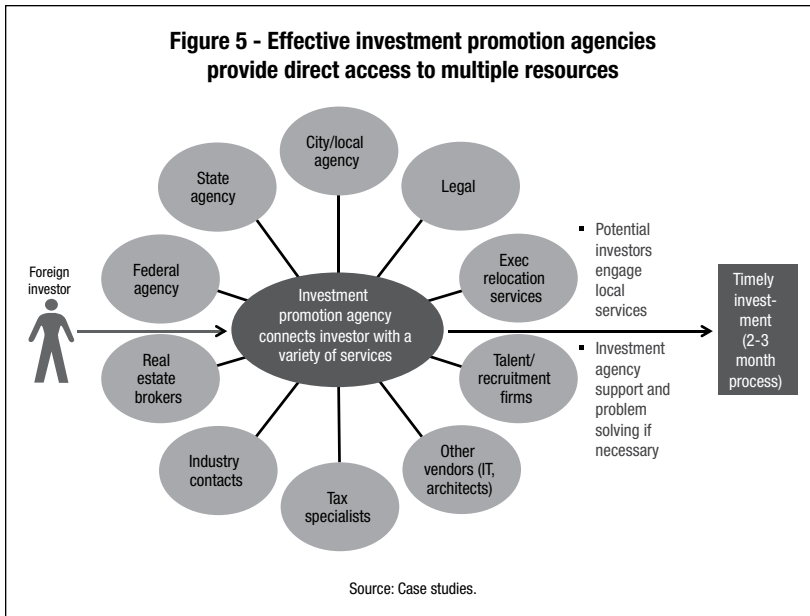 Figure 5 - Effective investment promotion agencies
provide direct access to multiple resources
City/local
agency
State
agency
Legal
Federal
agency
Exec
relocation
services
Foreign
investor
Investment
promotion agency
connects investor with a
variety of services
▪ Potential
investors
engage
local
services
Timely
invest-
ment
(2-3
month
process)
Real
estate
brokers
Talent/
recruitment
firms
▪ Investment
agency
support and
problem
solving if
necessary
Industry
contacts
Tax
specialists
Other
vendors (IT,
architects)
Source: Case studies.